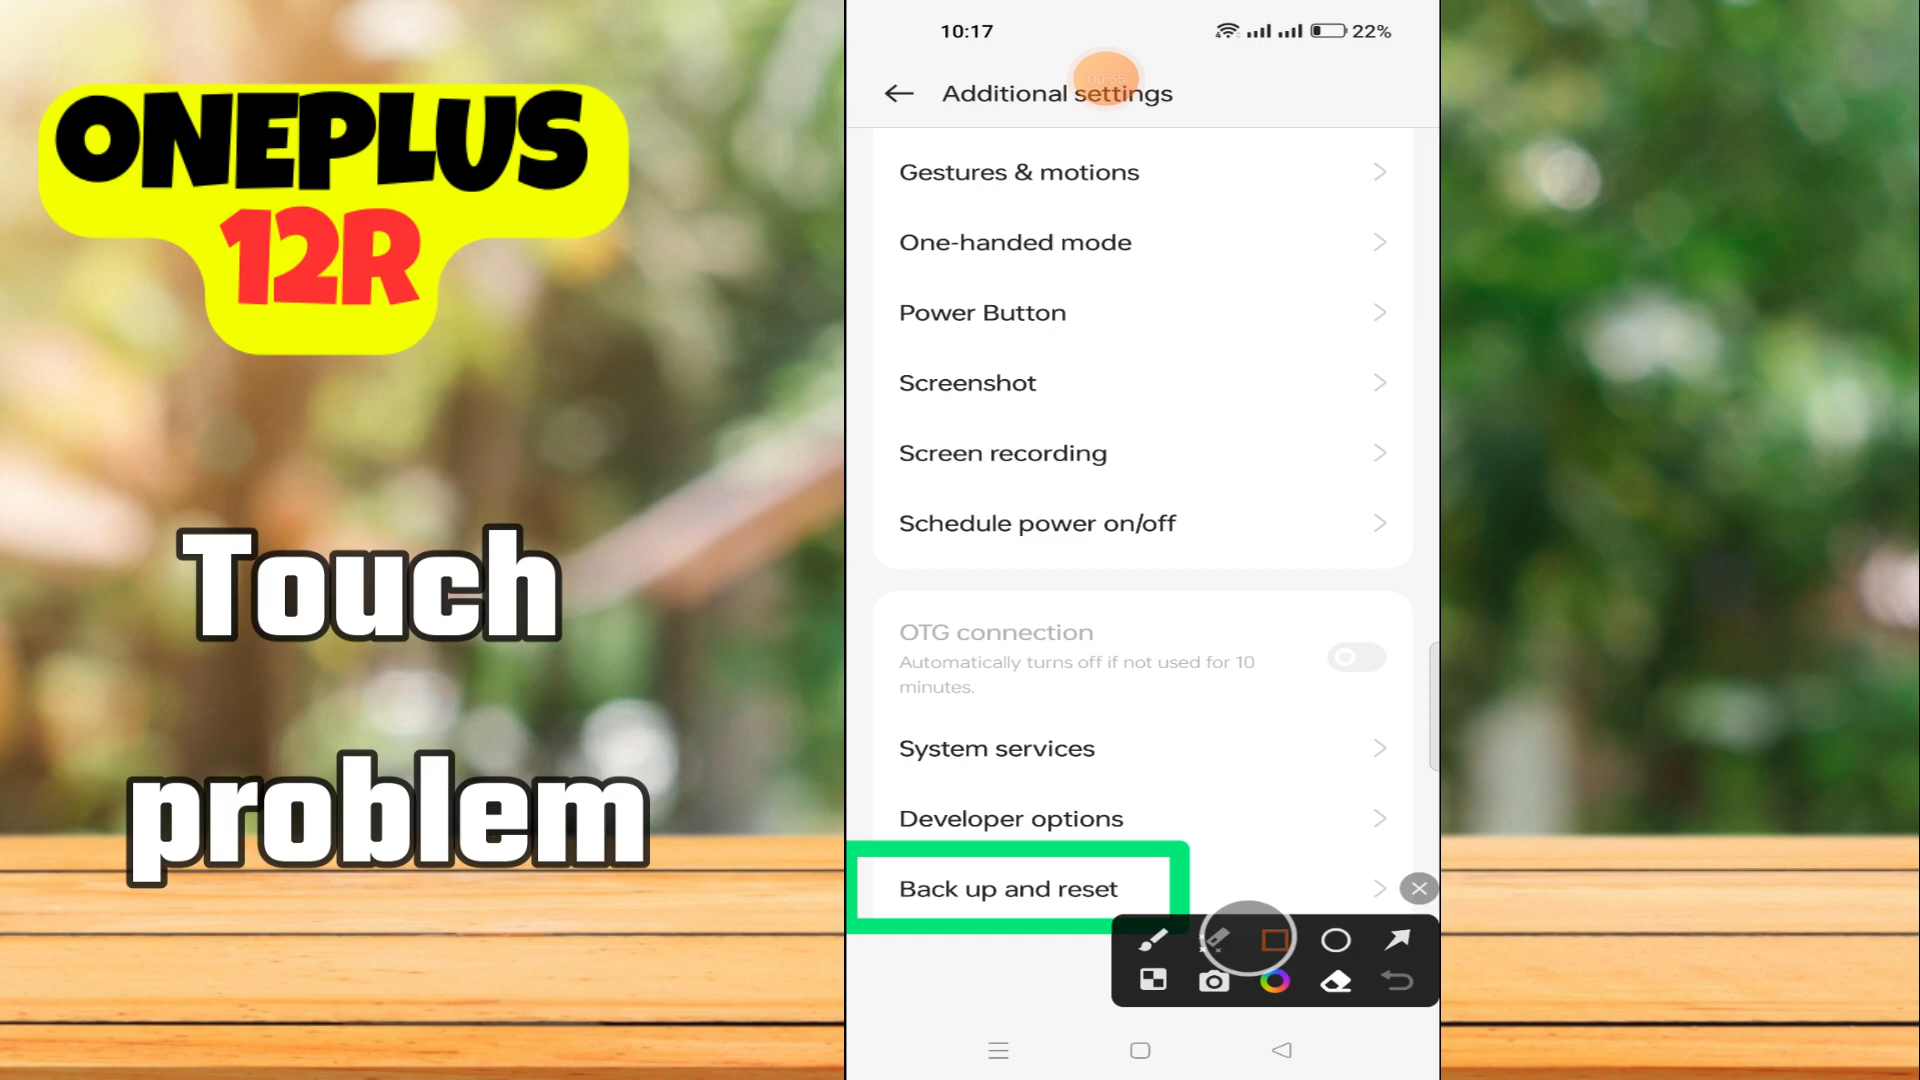 ONEPLUS
12R
Touch
problem
10:17
22%
00:35
Additional settings
Gestures & motions
One-handed mode
Power Button
Screenshot
Screen recording
Schedule power on/off
OTG connection
Automatically turns off if not used for 10
minutes.
System services
Developer options
Back up and reset